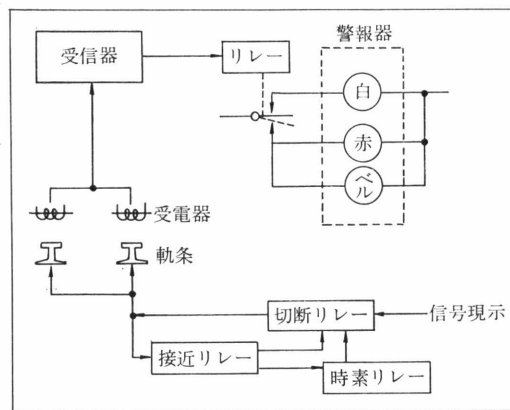 警報器
受信器
リレー
白
赤
ベル
受電器
軌条
切断リレー
信号現示
接近リレー
時素リレー